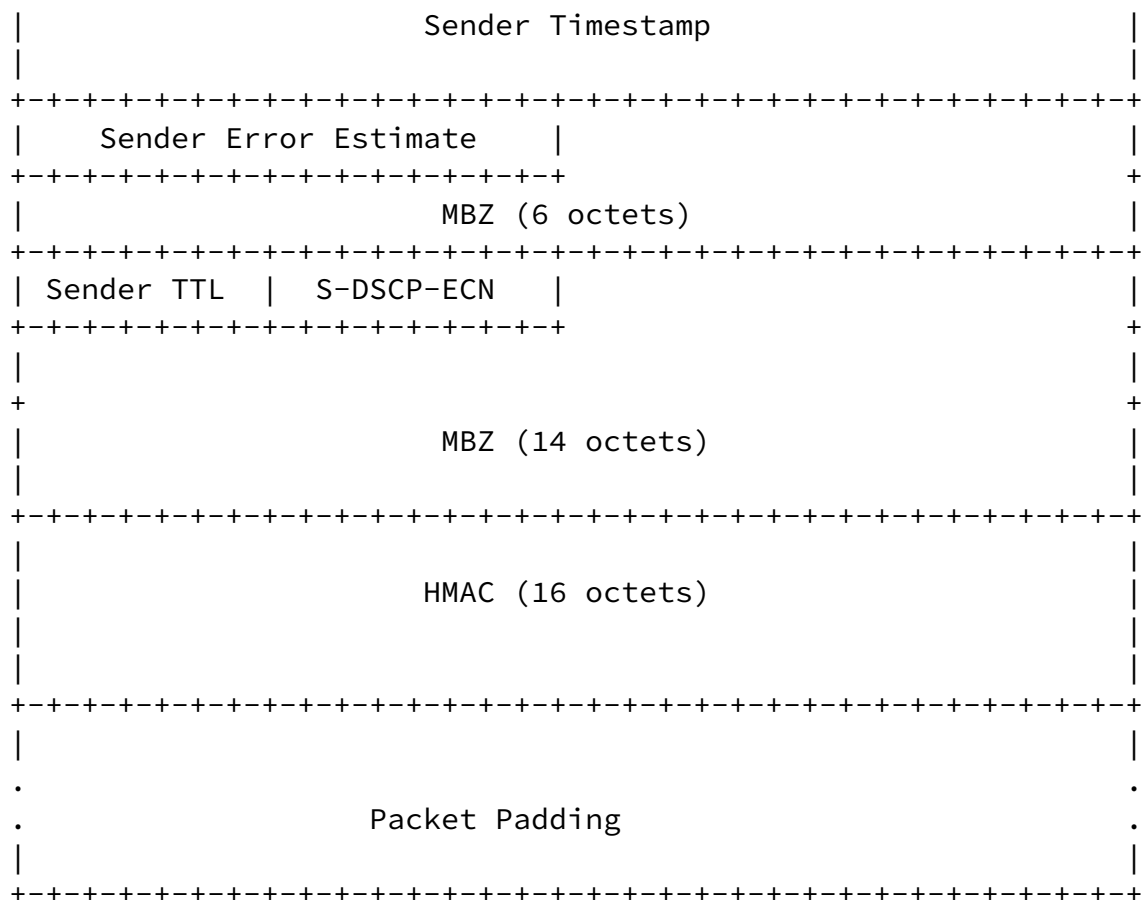 Sender Timestamp
Sender Error Estimate
MBZ (6 octets)
Sender TTL | S-DSCP-ECN
MBZ (14 octets)
HMAC (16 octets)
Packet Padding